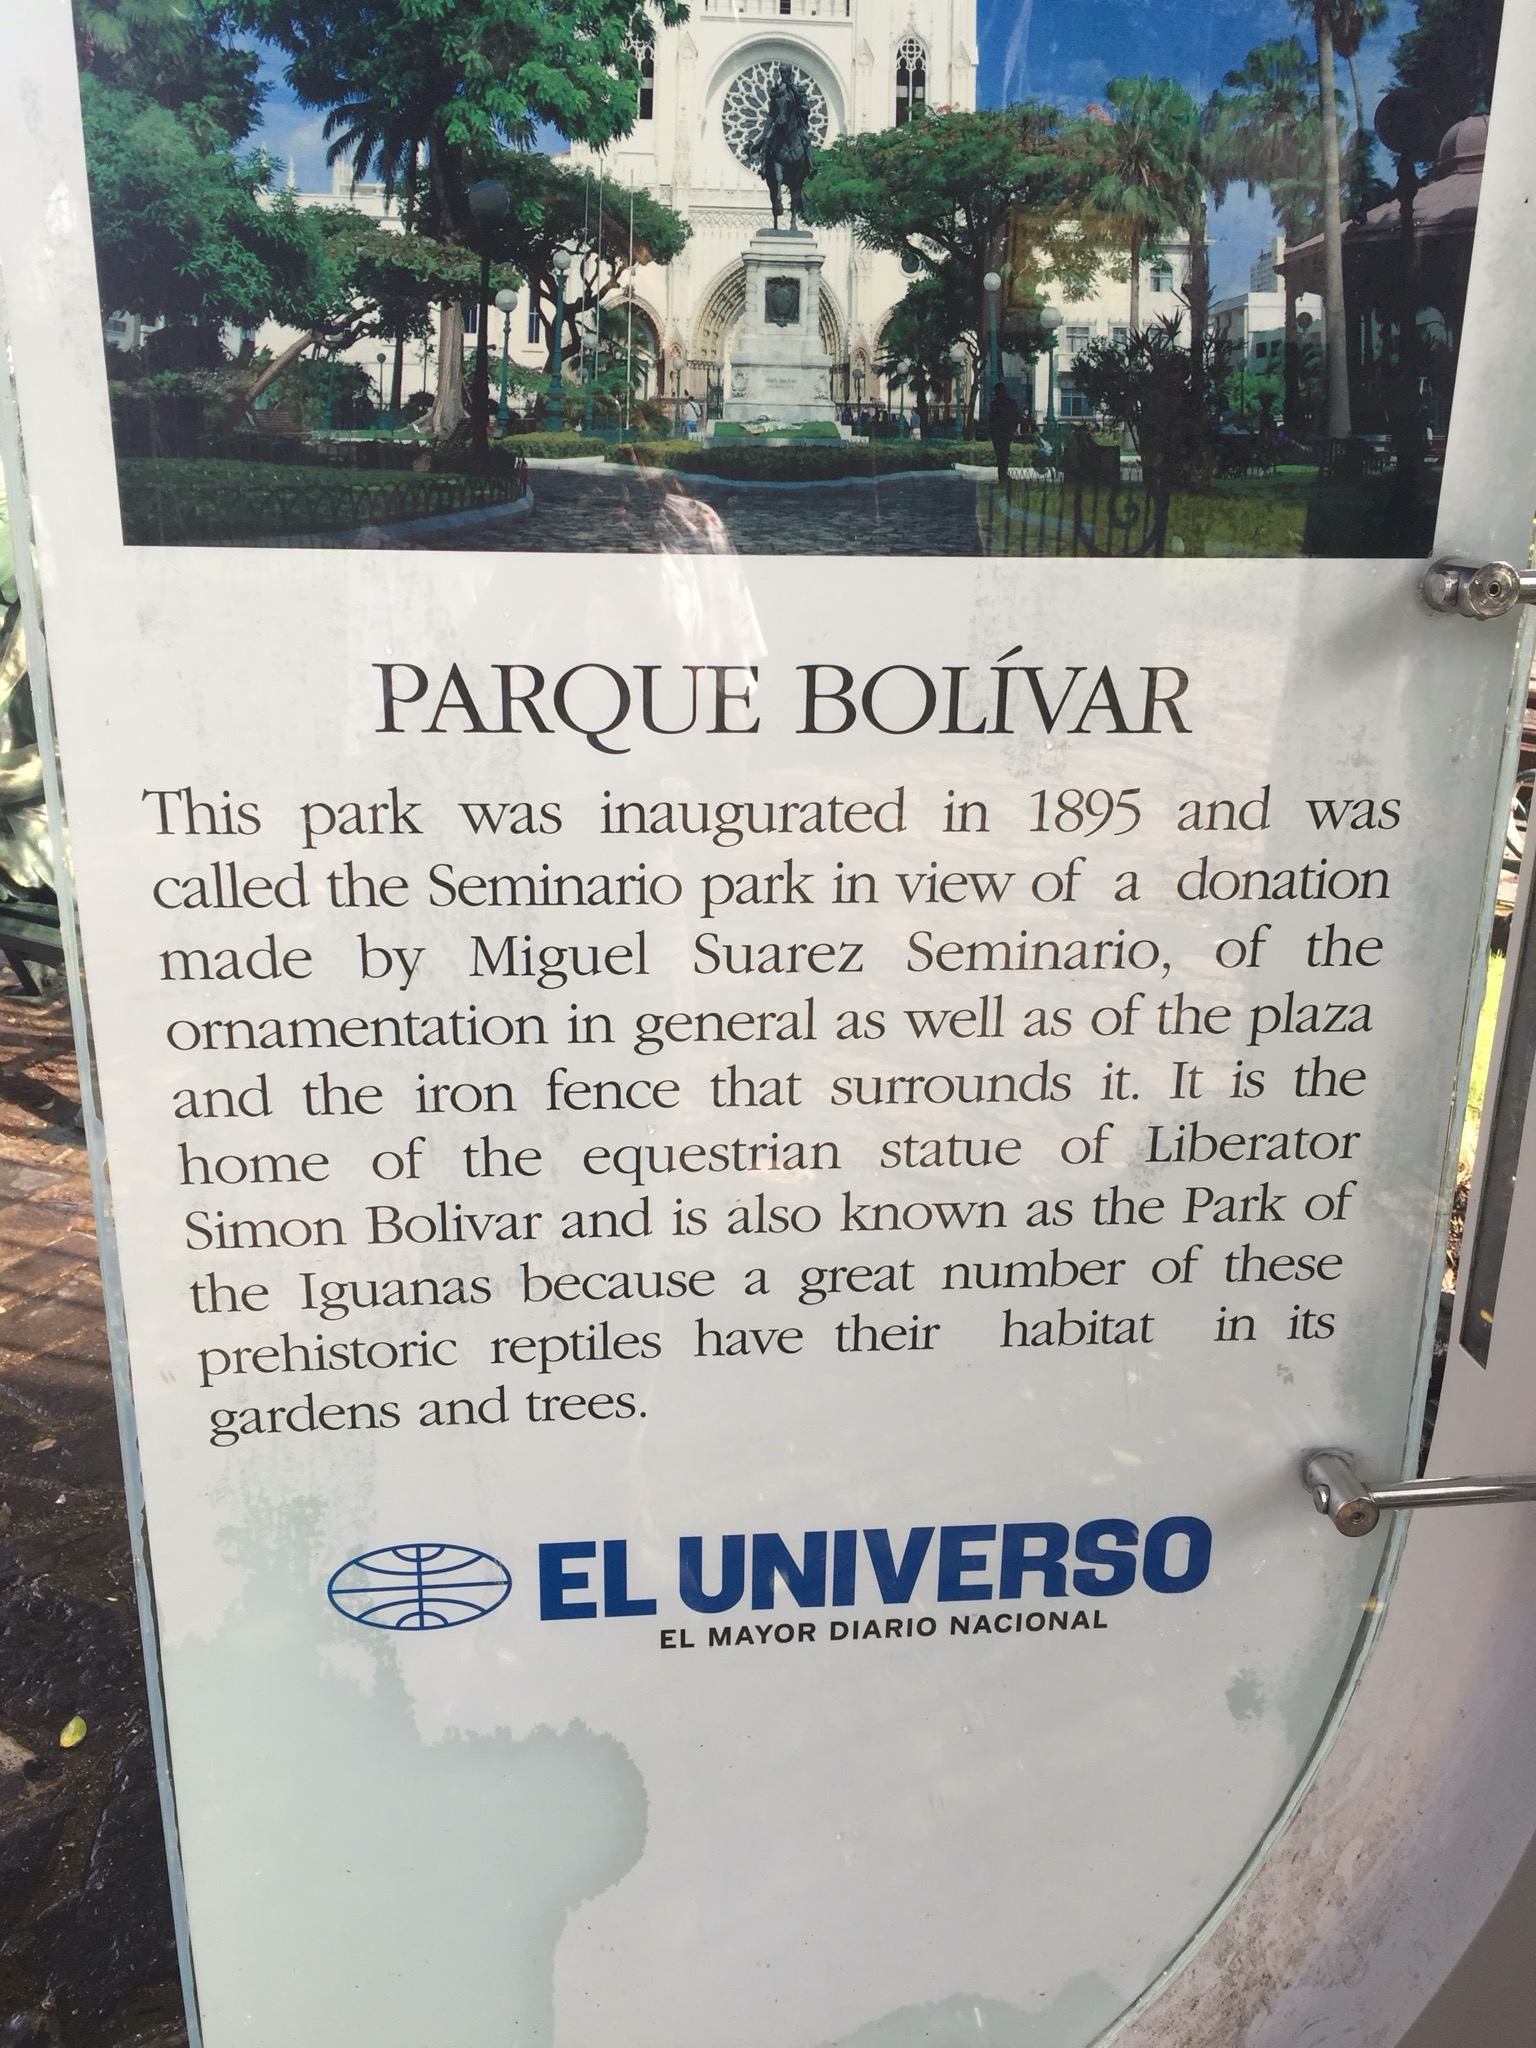 PARQUE BOLÍVAR
This park was inaugurated in 1895 and was
called the Seminario park in view of a donation
made by Miguel Suarez Seminario, of the
ornamentation in general as well as of the plaza
and the iron fence that surrounds it. It is the
home of the equestrian statue of Liberator
Simon Bolivar and is also known as the Park of
the Iguanas because a great number of these
prehistoric reptiles have their habitat in its
gardens and trees.
EL UNIVERSO
EL MAYOR DIARIO NACIONAL